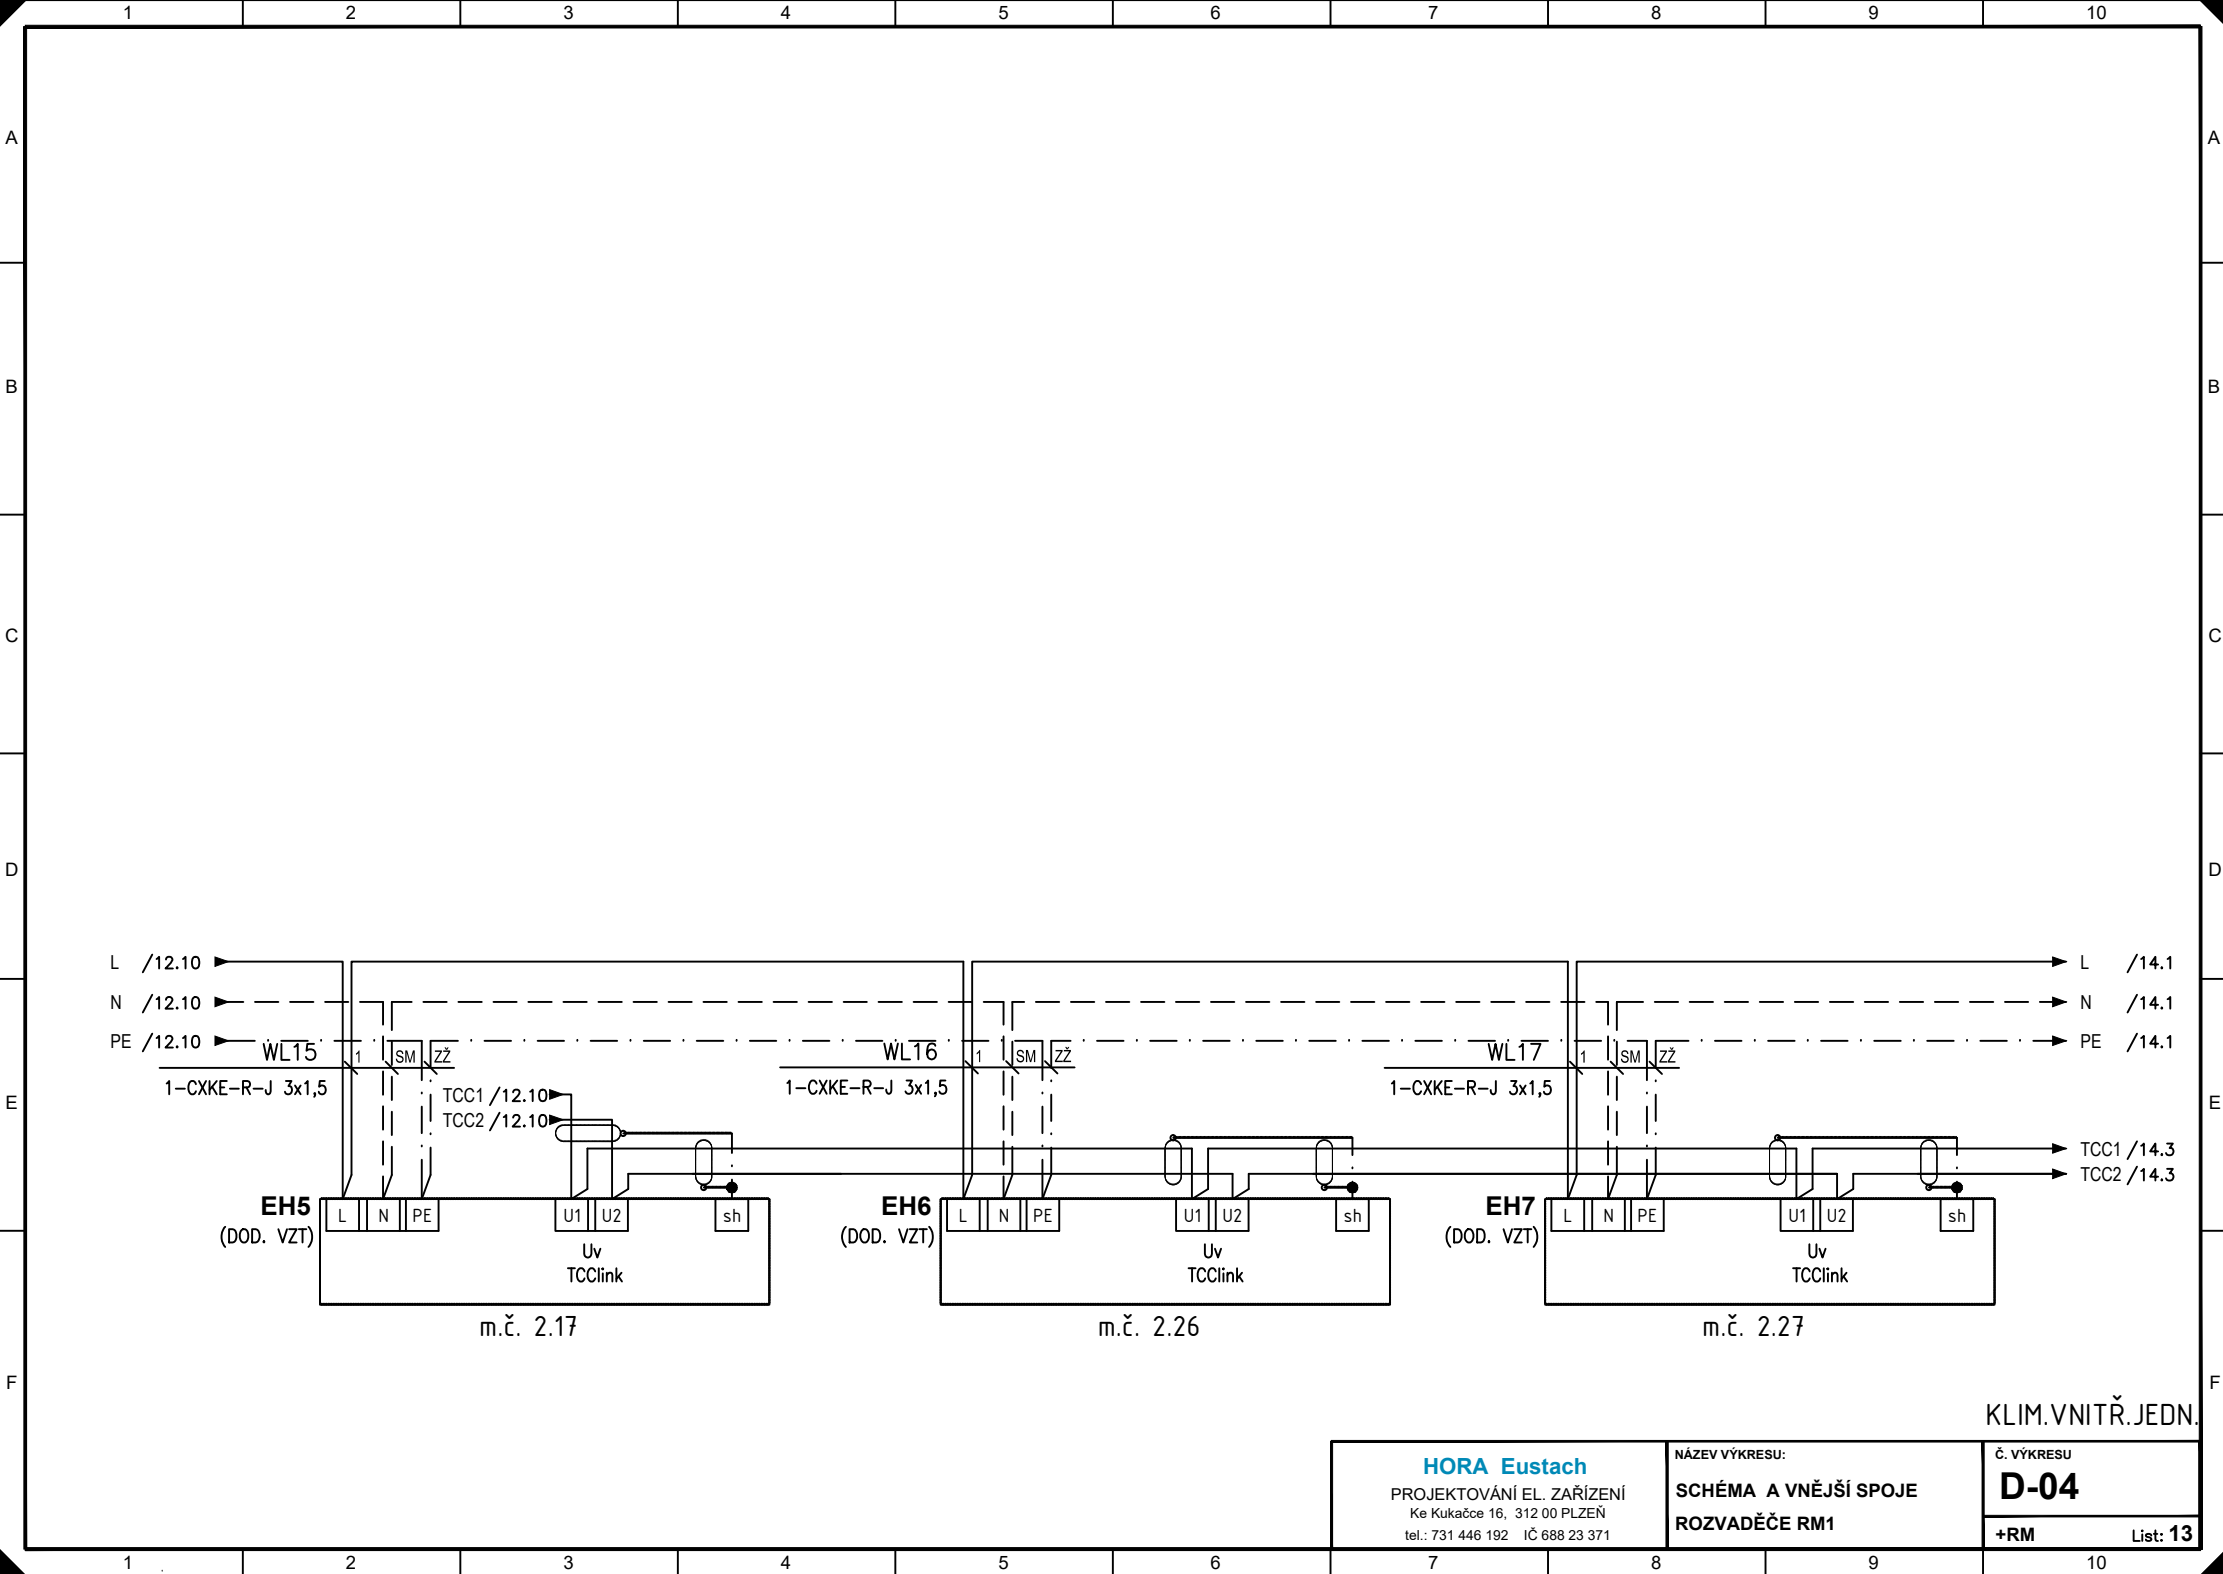 1 2 3 4 5 6 7 8 9 10
A A
B B
C C
D D
L /12.10 L /14.1
N /12.10 N /14.1
PE /12.10 PE /14.1
WL15 1 SM ZŽ WL16 1 SM ZŽ WL17 1 SM ZŽ
1-CXKE-R-J 3x1,5 1-CXKE-R-J 3x1,5 1-CXKE-R-J 3x1,5
E E
TCC1 /12.10
TCC2 /12.10
TCC1 /14.3
TCC2 /14.3
EH5 L N PE U1 U2 sh EH6 L N PE U1 U2 sh EH7 L N PE U1 U2 sh
(DOD. VZT) (DOD. VZT) (DOD. VZT)
Uv Uv Uv
TCClink TCClink TCClink
m.č. 2.17 m.č. 2.26 m.č. 2.27
F F
KLIM.VNITŘ.JEDN.
HORA Eustach
PROJEKTOVÁNÍ EL. ZAŘÍZENÍ
Ke Kukačce 16, 312 00 PLZEŇ
tel.: 731 446 192 IČ 688 23 371
NÁZEV VÝKRESU:
SCHÉMA A VNĚJŠÍ SPOJE
ROZVADĚČE RM1
Č. VÝKRESU
D-04
+RM List: 13
1 2 3 4 5 6 7 8 9 10